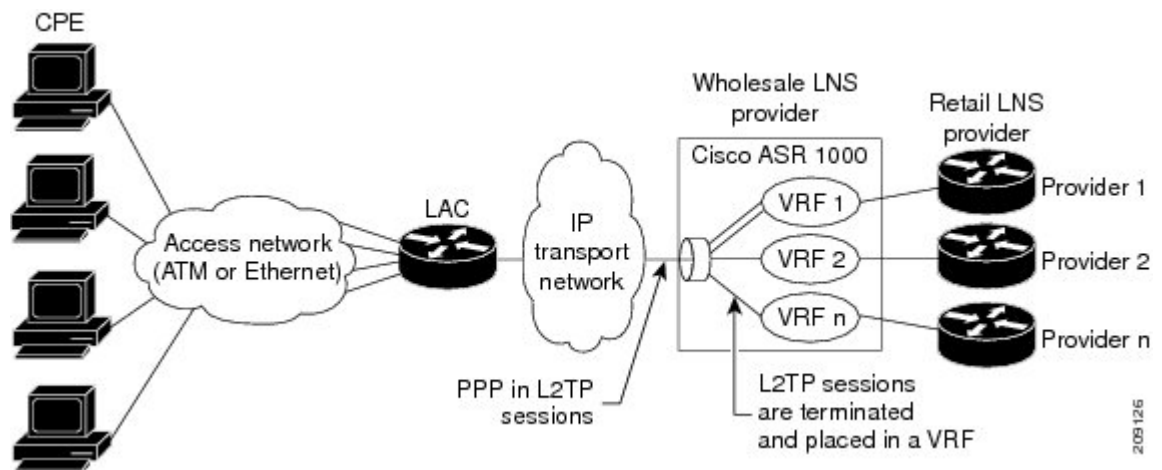 CPE
Access network
(ATM or Ethernet)
LAC
IP
transport
network
PPP in L2TP
sessions
Wholesale LNS
provider
Cisco ASR 1000
VRF 1
VRF 2
VRF n
L2TP sessions
are terminated
and placed in a VRF
Retail LNS
provider
Provider 1
Provider 2
Provider n
209126